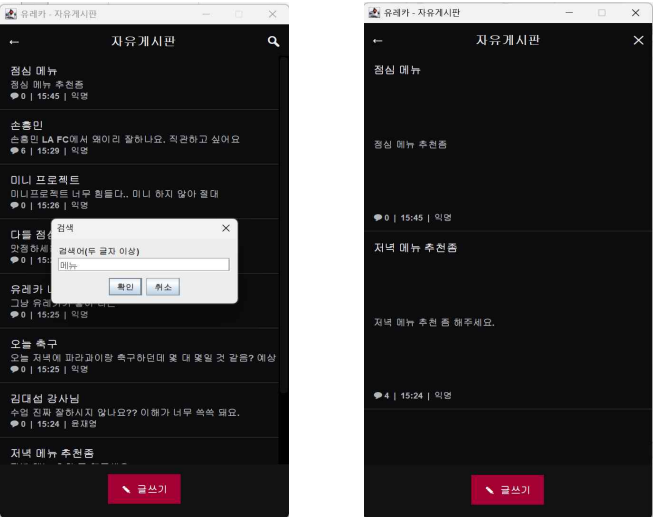 유레카 - 자유게시판
자유게시판
점심 메뉴
점심 메뉴 추천좀
0 | 15:45 | 익명
손흥민
손흥민 LA FC에서 왜이리 잘하나요. 직관하고 싶어요
6 | 15:29 | 익명
미니 프로젝트
미니프로젝트 너무 힘들다.. 미니 하지 않아 절대
0 | 15:26 | 익명
다들 점심
맛점하세
0 | 15:
검색
검색어(두 글자 이상)
메뉴
확인
취소
유레카
그냥 유레
0 | 15:25 | 익명
오늘 축구
오늘 저녁에 파라과이랑 축구하던데 몇 대 몇일 것 같음? 예상
0 | 15:25 | 익명
김대섭 강사님
수업 진짜 잘하시지 않나요?? 이해가 너무 쏙쏙 돼요.
0 | 15:24 | 윤재영
저녁 메뉴 추천좀
글쓰기
유레카 - 자유게시판
자유게시판
점심 메뉴
점심 메뉴 추천좀
0 | 15:45 | 익명
저녁 메뉴 추천좀
저녁 메뉴 추천 좀 해주세요.
4 | 15:24 | 익명
글쓰기